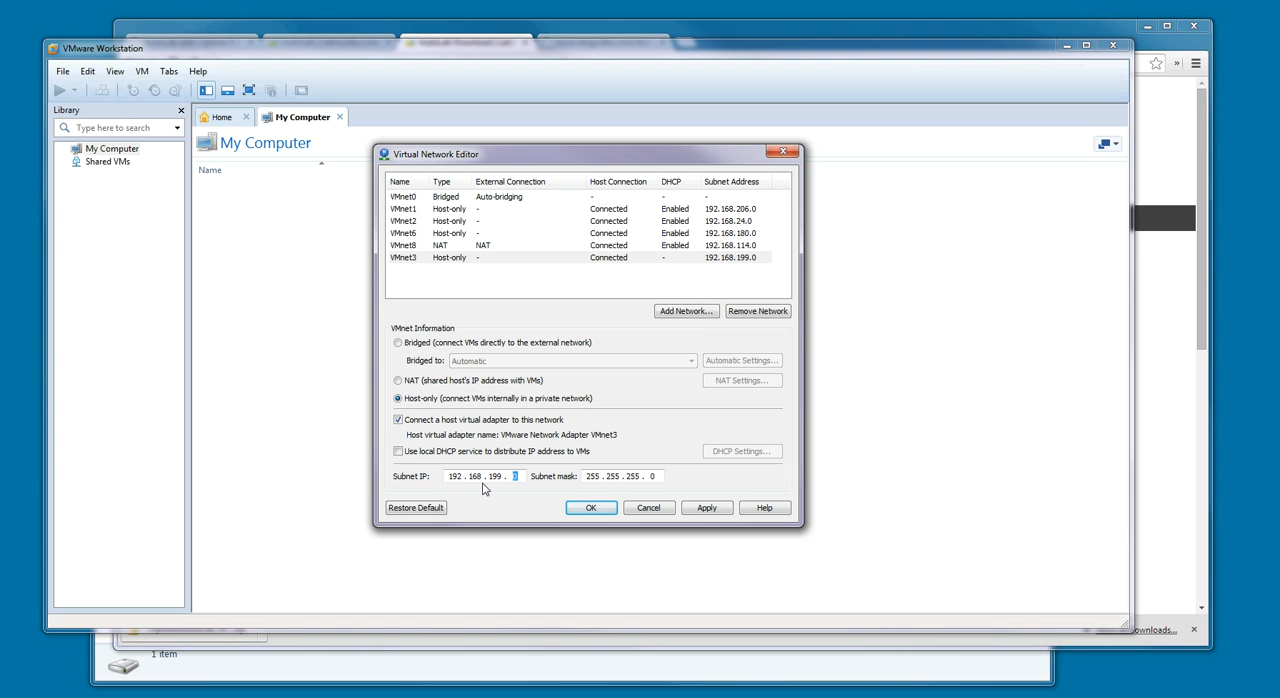 VMware Workstation
File Edit View VM Tabs Help
Library
Type here to search
My Computer
Shared VMs
Home
My Computer
My Computer
Name
Virtual Network Editor
Name Type External Connection Host Connection DHCP Subnet Address
VMnet0 Bridged Auto-bridging - - -
VMnet1 Host-only - Connected Enabled 192.168.206.0
VMnet2 Host-only - Connected Enabled 192.168.24.0
VMnet6 Host-only - Connected Enabled 192.168.180.0
VMnet8 NAT NAT Connected Enabled 192.168.114.0
VMnet3 Host-only - Connected - 192.168.199.0
Add Network... Remove Network
VMnet Information
Bridged (connect VMs directly to the external network)
Bridged to: Automatic Automatic Settings...
NAT (shared host's IP address with VMs) NAT Settings...
Host-only (connect VMs internally in a private network)
Connect a host virtual adapter to this network
Host virtual adapter name: VMware Network Adapter VMnet3
Use local DHCP service to distribute IP address to VMs DHCP Settings...
Subnet IP: 192 . 168 . 199 . 0 Subnet mask: 255 . 255 . 255 . 0
Restore Default OK Cancel Apply Help
1 item